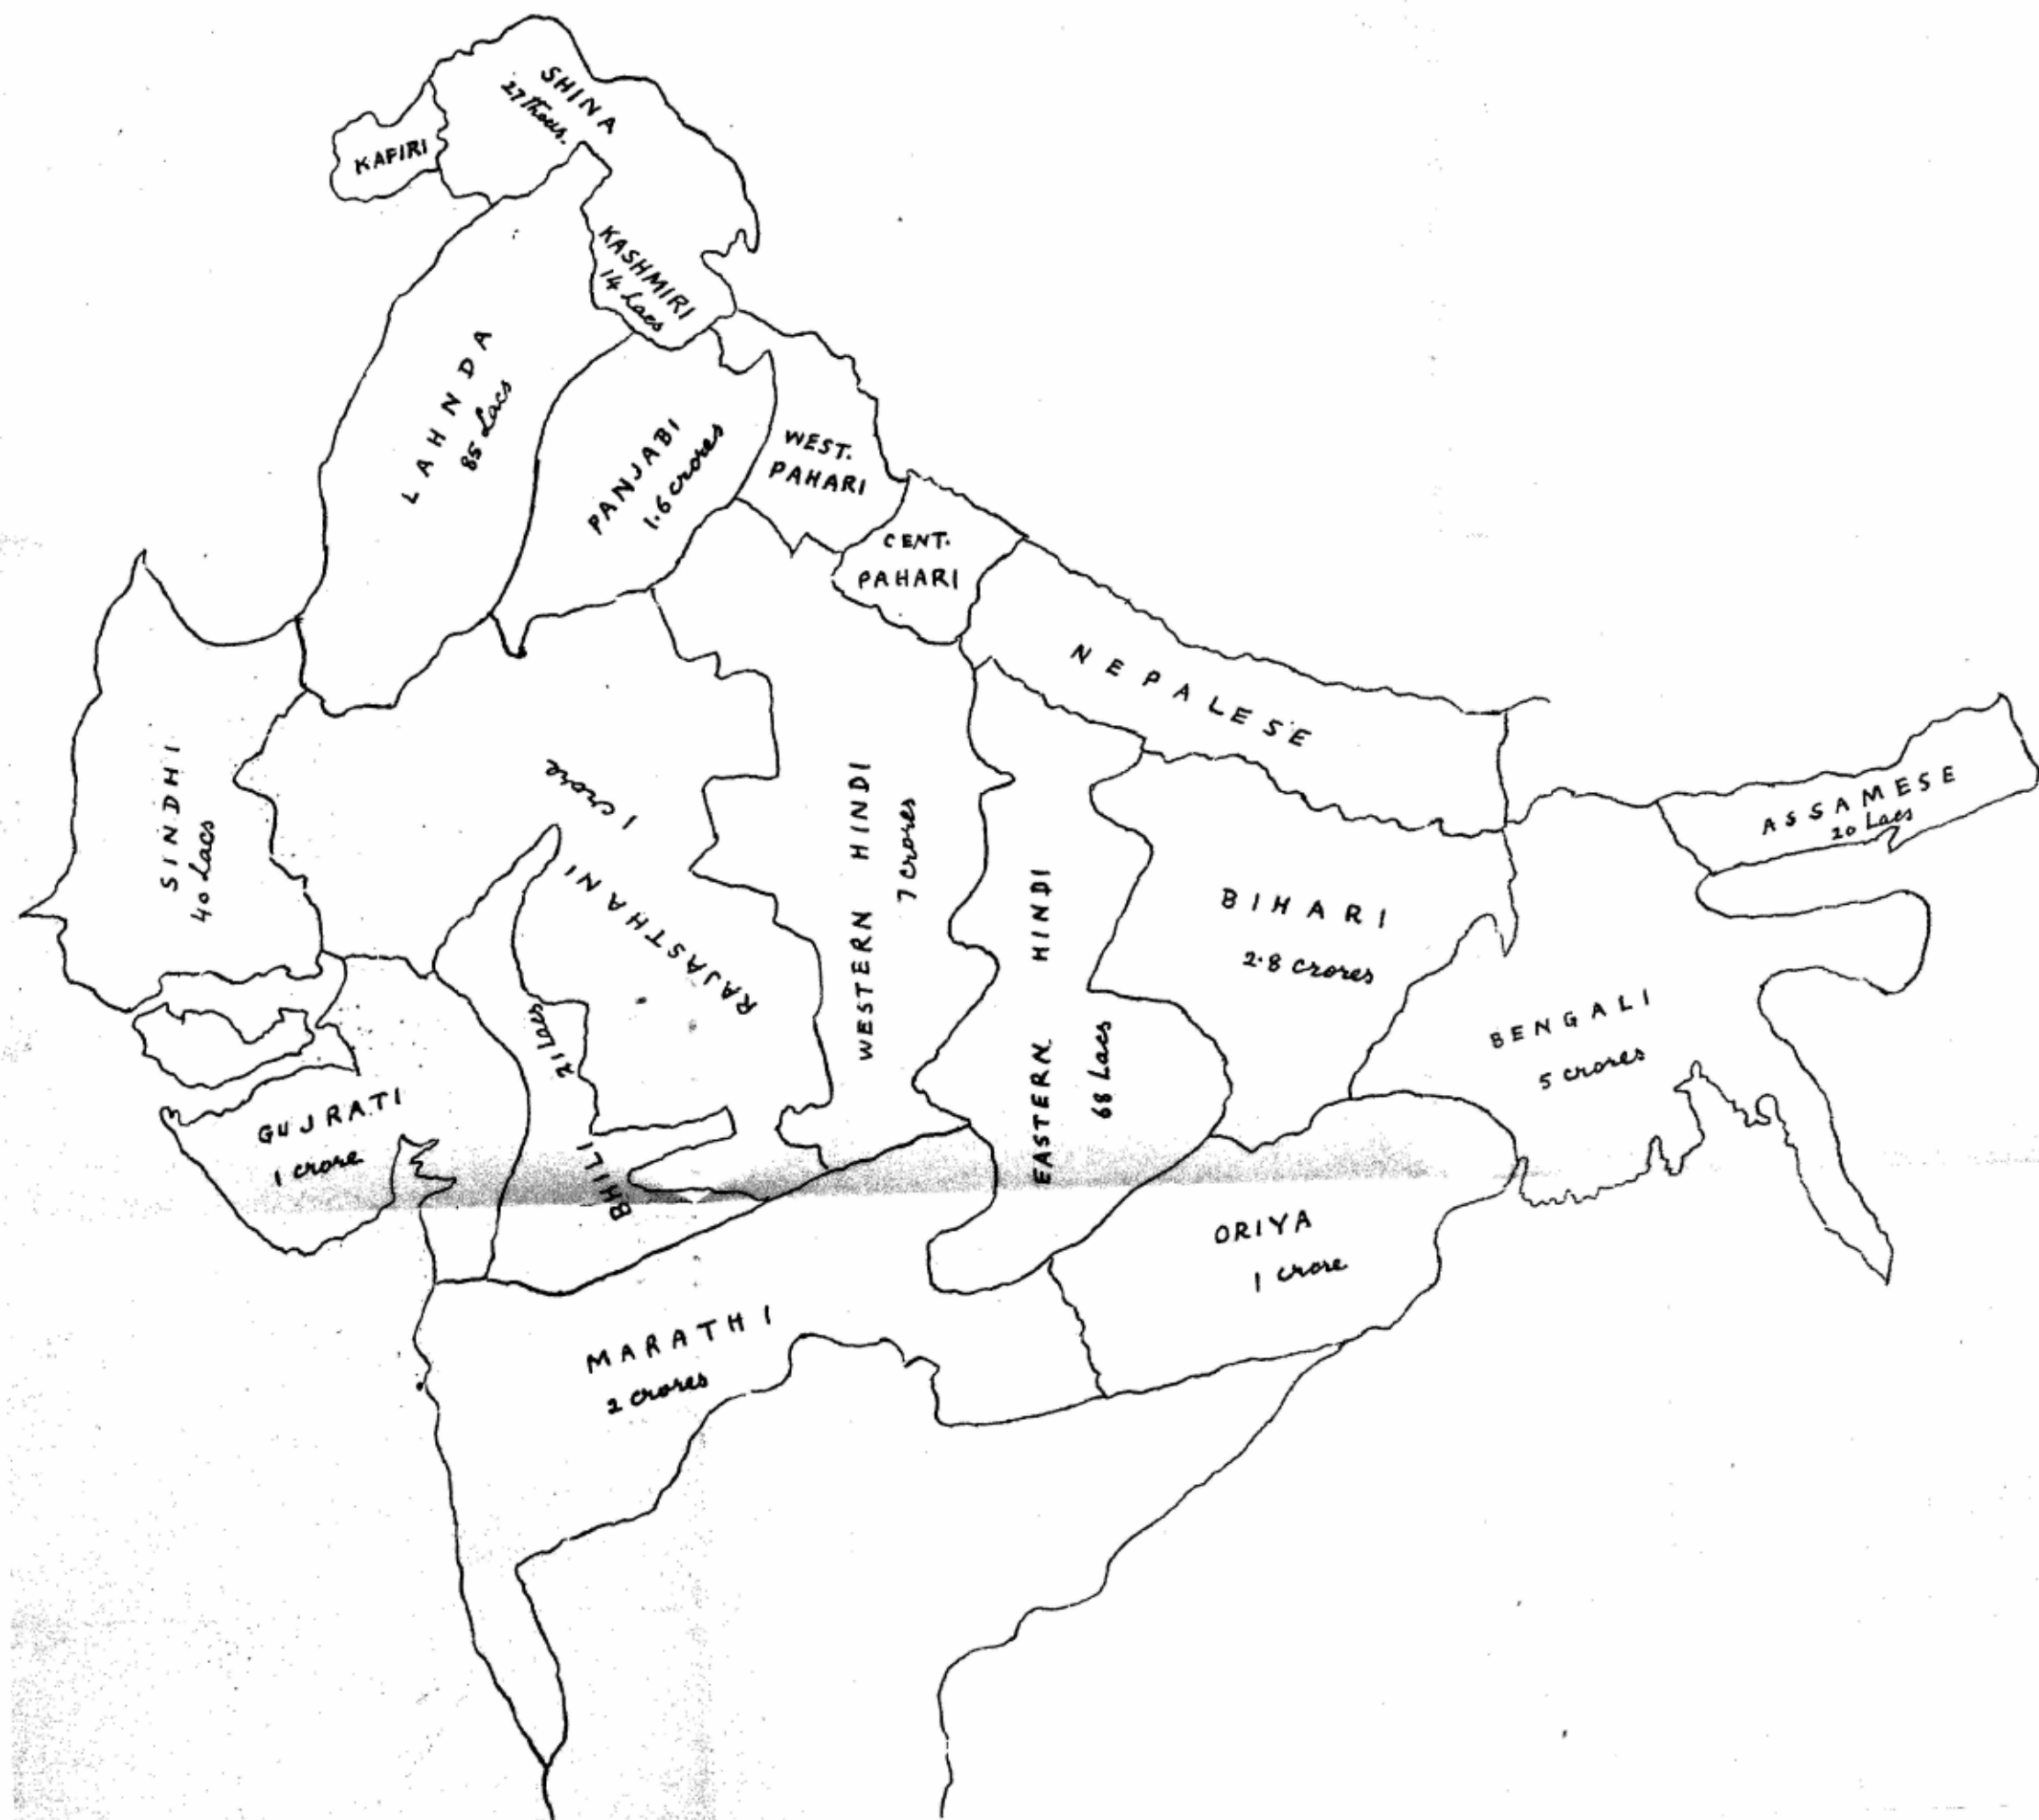 SHINA
27 Thous.
KAFIRI
KASHMIRI
14 Lacs
LAHNDA
85 Lacs
PANJABI
1.6 crores
WEST.
PAHARI
CENT.
PAHARI
NEPALESE
SINDHI
40 Lacs
RAJASTHANI
1 crore
WESTERN HINDI
7 crores
EASTERN HINDI
68 Lacs
BIHARI
2.8 crores
ASSAMESE
20 Lacs
BENGALI
5 crores
GUJRATI
1 crore
BHILI
21 Lacs
ORIYA
1 crore
MARATHI
2 crores